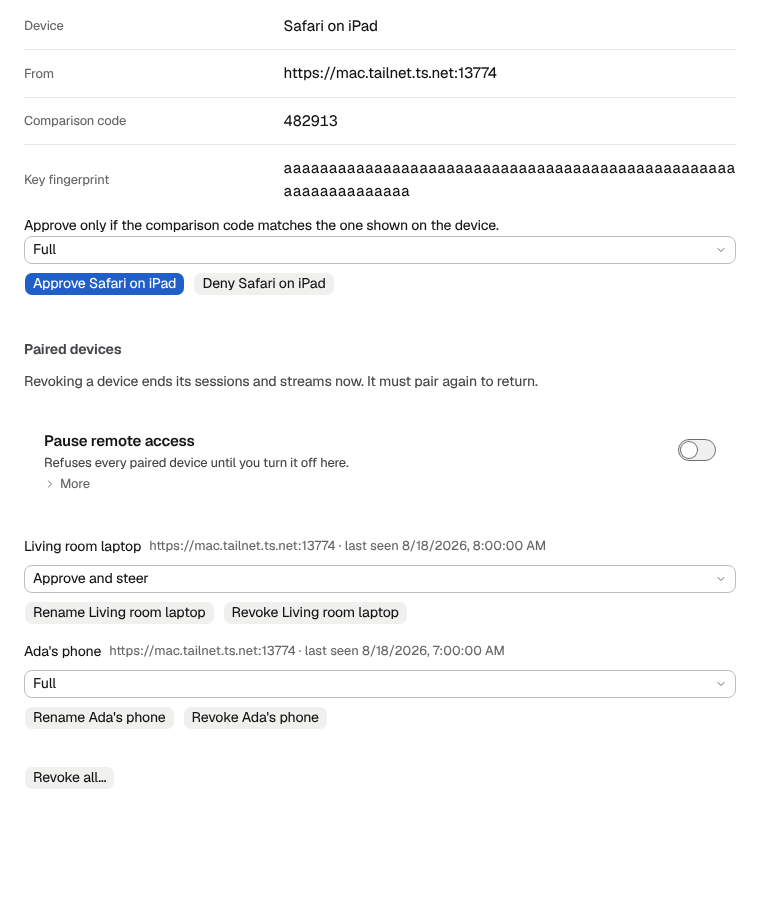 Device
Safari on iPad
From
https://mac.tailnet.ts.net:13774
Comparison code
482913
Key fingerprint
aaaaaaaaaaaaaaaaaaaaaaaaaaaaaaaaaaaaaaaaaaaaaaaaaa
aaaaaaaaaaaaaa
Approve only if the comparison code matches the one shown on the device.
Full
Approve Safari on iPad
Deny Safari on iPad
Paired devices
Revoking a device ends its sessions and streams now. It must pair again to return.
Pause remote access
Refuses every paired device until you turn it off here.
More
Living room laptop https://mac.tailnet.ts.net:13774 · last seen 8/18/2026, 8:00:00 AM
Approve and steer
Rename Living room laptop
Revoke Living room laptop
Ada's phone https://mac.tailnet.ts.net:13774 · last seen 8/18/2026, 7:00:00 AM
Full
Rename Ada's phone
Revoke Ada's phone
Revoke all…